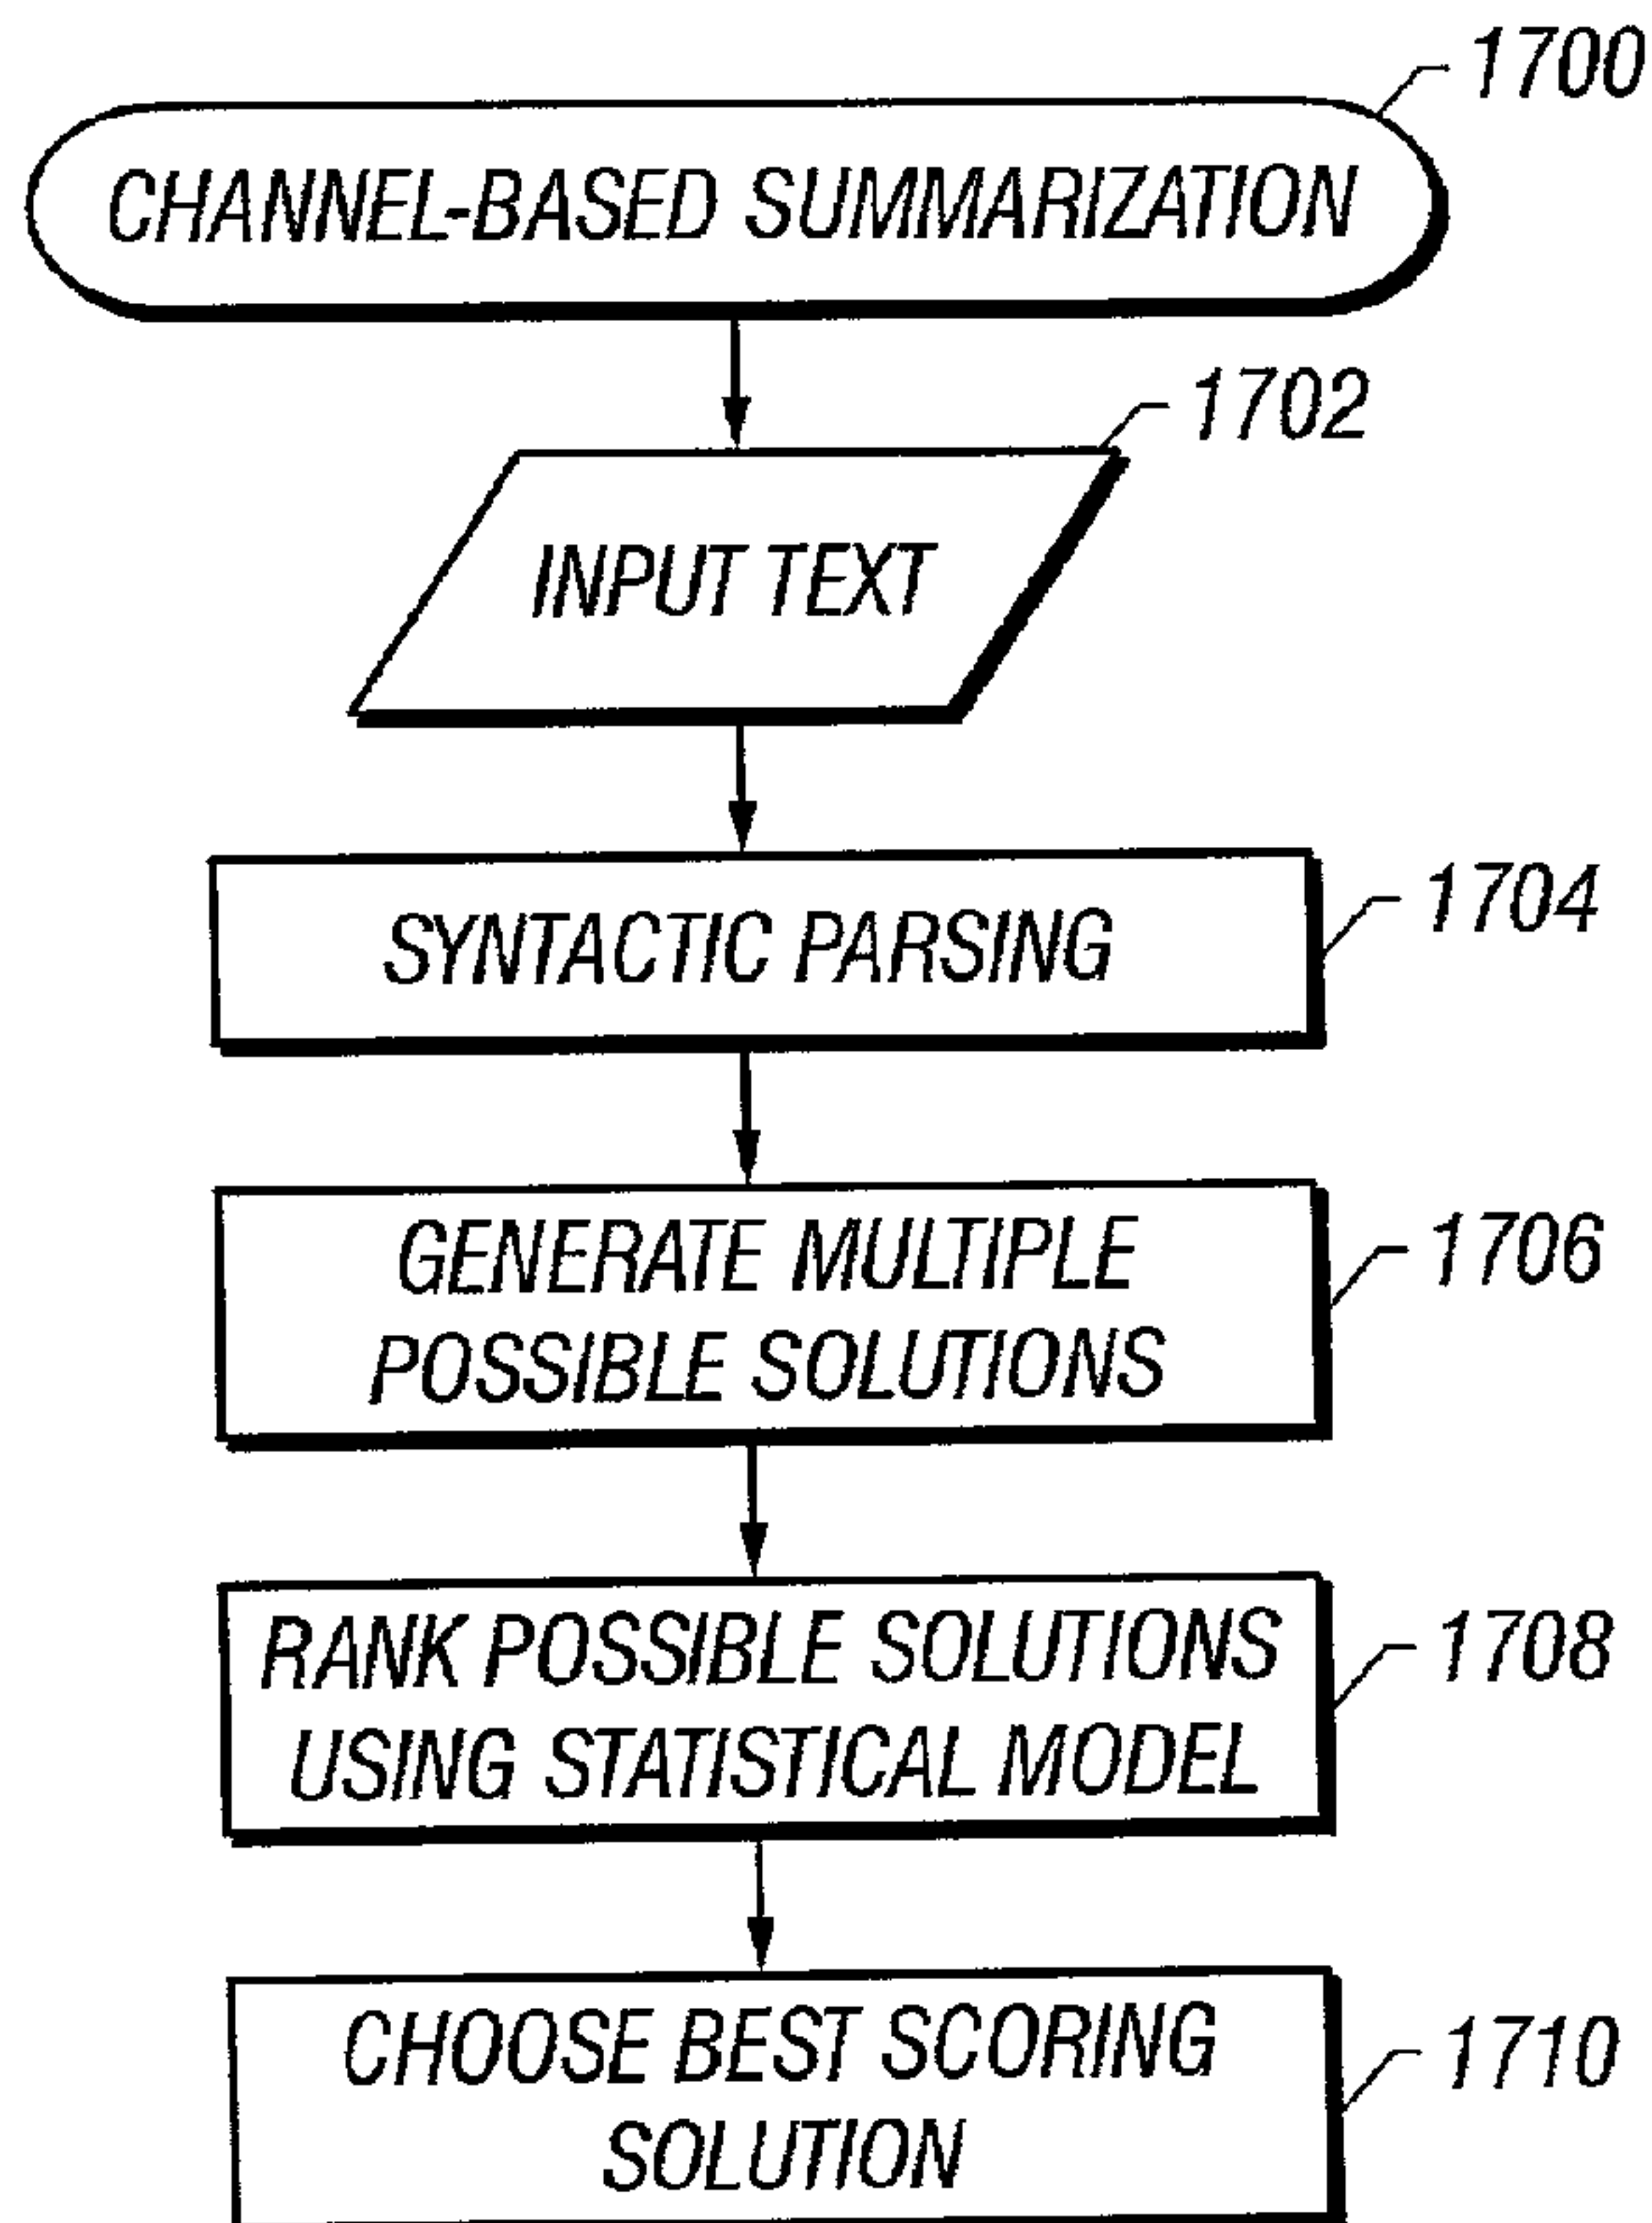 1700
CHANNEL-BASED SUMMARIZATION
1702
INPUT TEXT
1704
SYNTACTIC PARSING
1706
GENERATE MULTIPLE
POSSIBLE SOLUTIONS
1708
RANK POSSIBLE SOLUTIONS
USING STATISTICAL MODEL
1710
CHOOSE BEST SCORING
SOLUTION